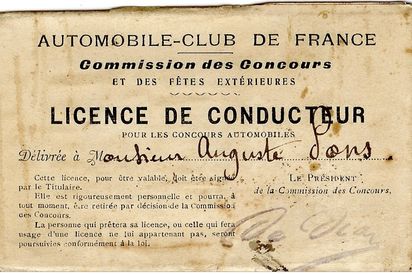 AUTOMOBILE-CLUB DE FRANCE
Commission des Concours
ET DES FÊTES EXTÉRIEURES
LICENCE DE CONDUCTEUR
POUR LES CONCOURS AUTOMOBILES
Délivrée à Monsieur Auguste Pons.
Cette licence, pour être valable, doit être signée
par le Titulaire.
Elle est rigoureusement personnelle et pourra, à
tout moment, être retirée par décision de la Commission
des Concours.
La personne qui prêtera sa licence, ou celle qui fera
usage d'une licence ne lui appartenant pas, seront
poursuivies conformément à la loi.
LE PRÉSIDENT
de la Commission des Concours,